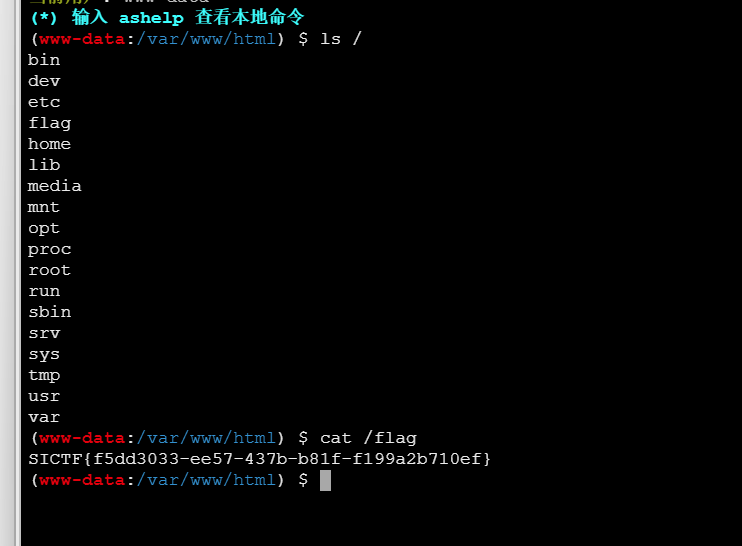 (*) 输入 ashelp 查看本地命令
(www-data:/var/www/html) $ ls /
bin
dev
etc
flag
home
lib
media
mnt
opt
proc
root
run
sbin
srv
sys
tmp
usr
var
(www-data:/var/www/html) $ cat /flag
SICTF{f5dd3033-ee57-437b-b81f-f199a2b710ef}
(www-data:/var/www/html) $